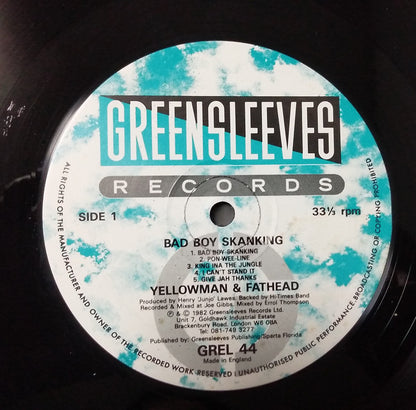 GREENSLEEVES
RECORDS
SIDE 1
33⅓ rpm
BAD BOY SKANKING
1. BAD BOY SKANKING
2. PON-WEE-LINE
3. KING INA THE JUNGLE
4. I CAN'T STAND IT
5. GIVE JAH THANKS
YELLOWMAN & FATHEAD
Produced by Henry 'Junjo' Lawes, Backed by Hi-Times Band
Recorded & Mixed at Joe Gibbs, Mixed by Errol Thompson
Ⓟ & © 1982 Greensleeves Records Ltd.
Unit 7, Goldhawk Industrial Estate
Brackenbury Road, London W6 0BA
Tel: 081-749 3277
Published by: Greensleeves Publishing/Sparta Florida
GREL 44
Made in England
ALL RIGHTS OF THE MANUFACTURER AND OWNER OF THE RECORDED WORK RESERVED • UNAUTHORISED PUBLIC PERFORMANCE, BROADCASTING OR COPYING PROHIBITED